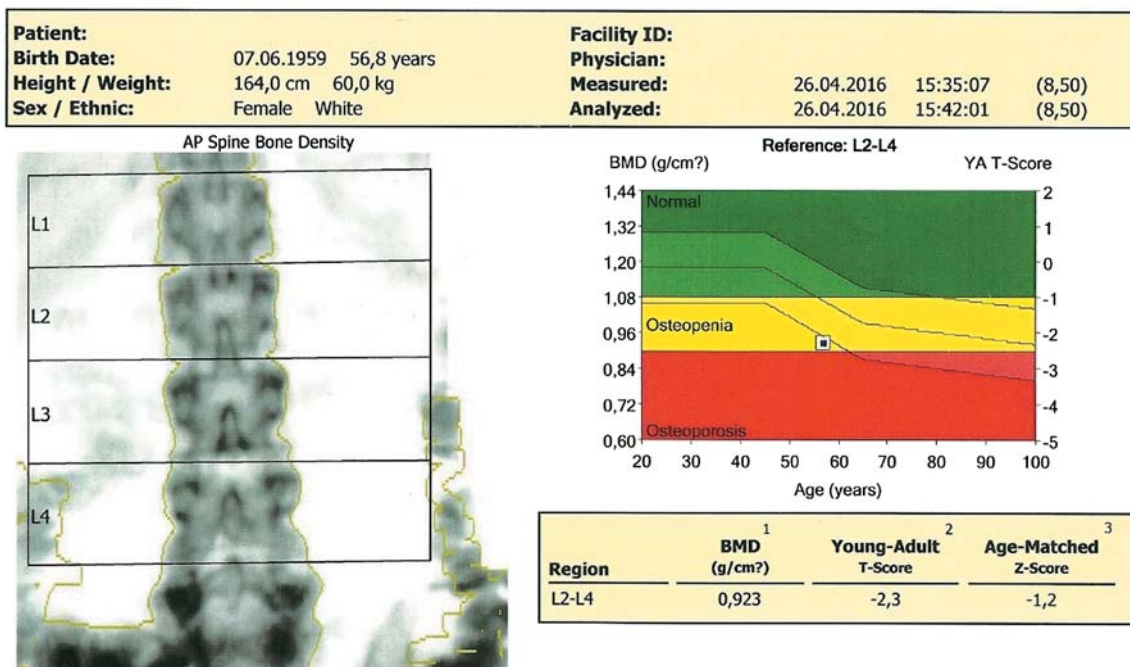 Patient:
Birth Date: 07.06.1959 56,8 years
Height / Weight: 164,0 cm 60,0 kg
Sex / Ethnic: Female White
Facility ID:
Physician:
Measured: 26.04.2016 15:35:07 (8,50)
Analyzed: 26.04.2016 15:42:01 (8,50)
AP Spine Bone Density
L1
L2
L3
L4
Reference: L2-L4
BMD (g/cm?) YA T-Score
1,44 2
Normal
1,32 1
1,20 0
1,08 -1
Osteopenia
0,96 -2
0,84 -3
0,72 -4
Osteoporosis
0,60 -5
20 30 40 50 60 70 80 90 100
Age (years)
1 2 3
BMD Young-Adult Age-Matched
Region (g/cm?) T-Score Z-Score
L2-L4 0,923 -2,3 -1,2